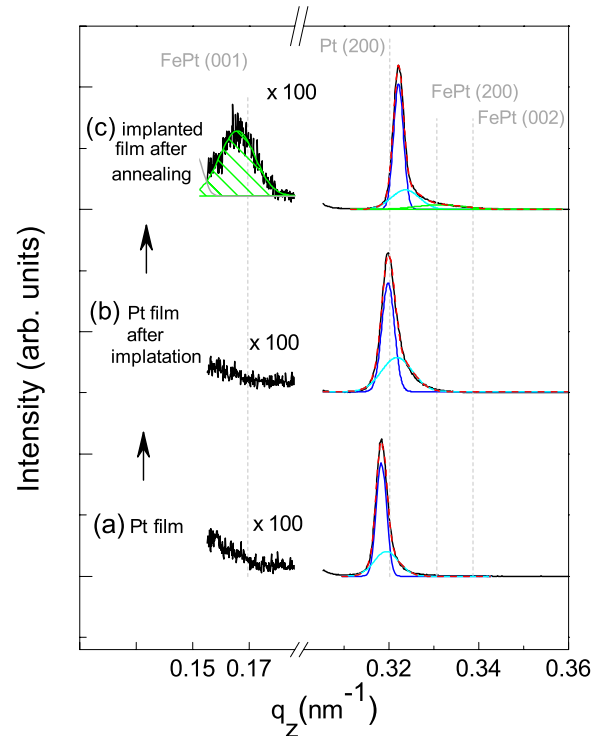 Pt (200)
FePt (001)
x 100
FePt (200)
FePt (002)
(c) implanted
film after
annealing
(b) Pt film
after
implatation
x 100
(a) Pt film
x 100
Intensity (arb. units)
0.15 0.17 0.32 0.34 0.36
q_z(nm^-1)